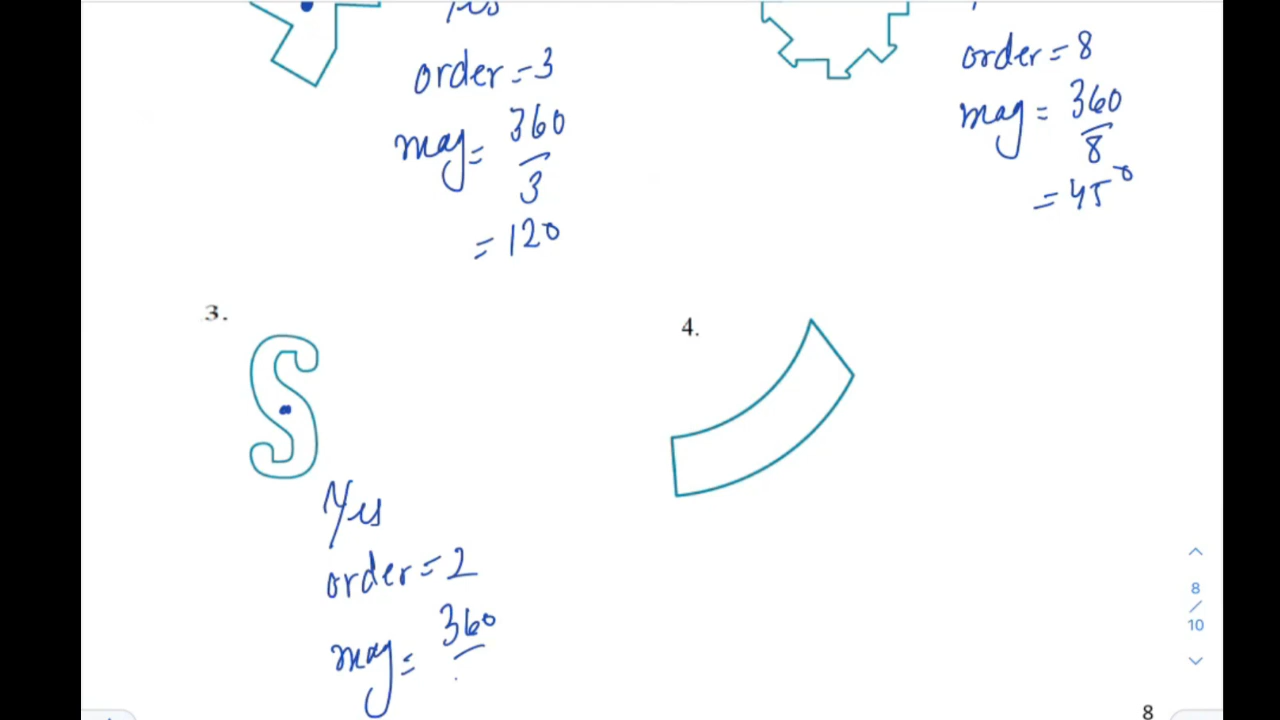 order = 3
mag = 360
3
= 120
order = 8
mag = 360
8
= 45°
3.
Yes
order = 2
mag = 360
4.
8
/
10
8